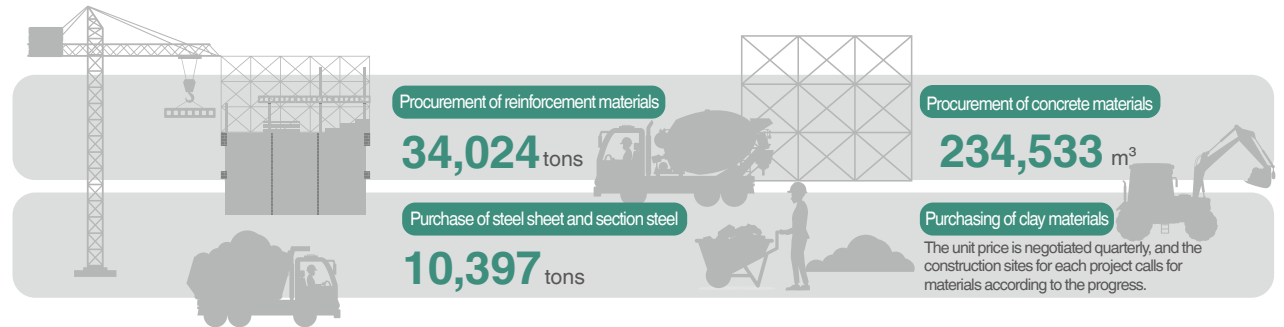 Procurement of reinforcement materials
34,024 tons
Procurement of concrete materials
234,533 m³
Purchase of steel sheet and section steel
10,397 tons
Purchasing of clay materials
The unit price is negotiated quarterly, and the
construction sites for each project calls for
materials according to the progress.